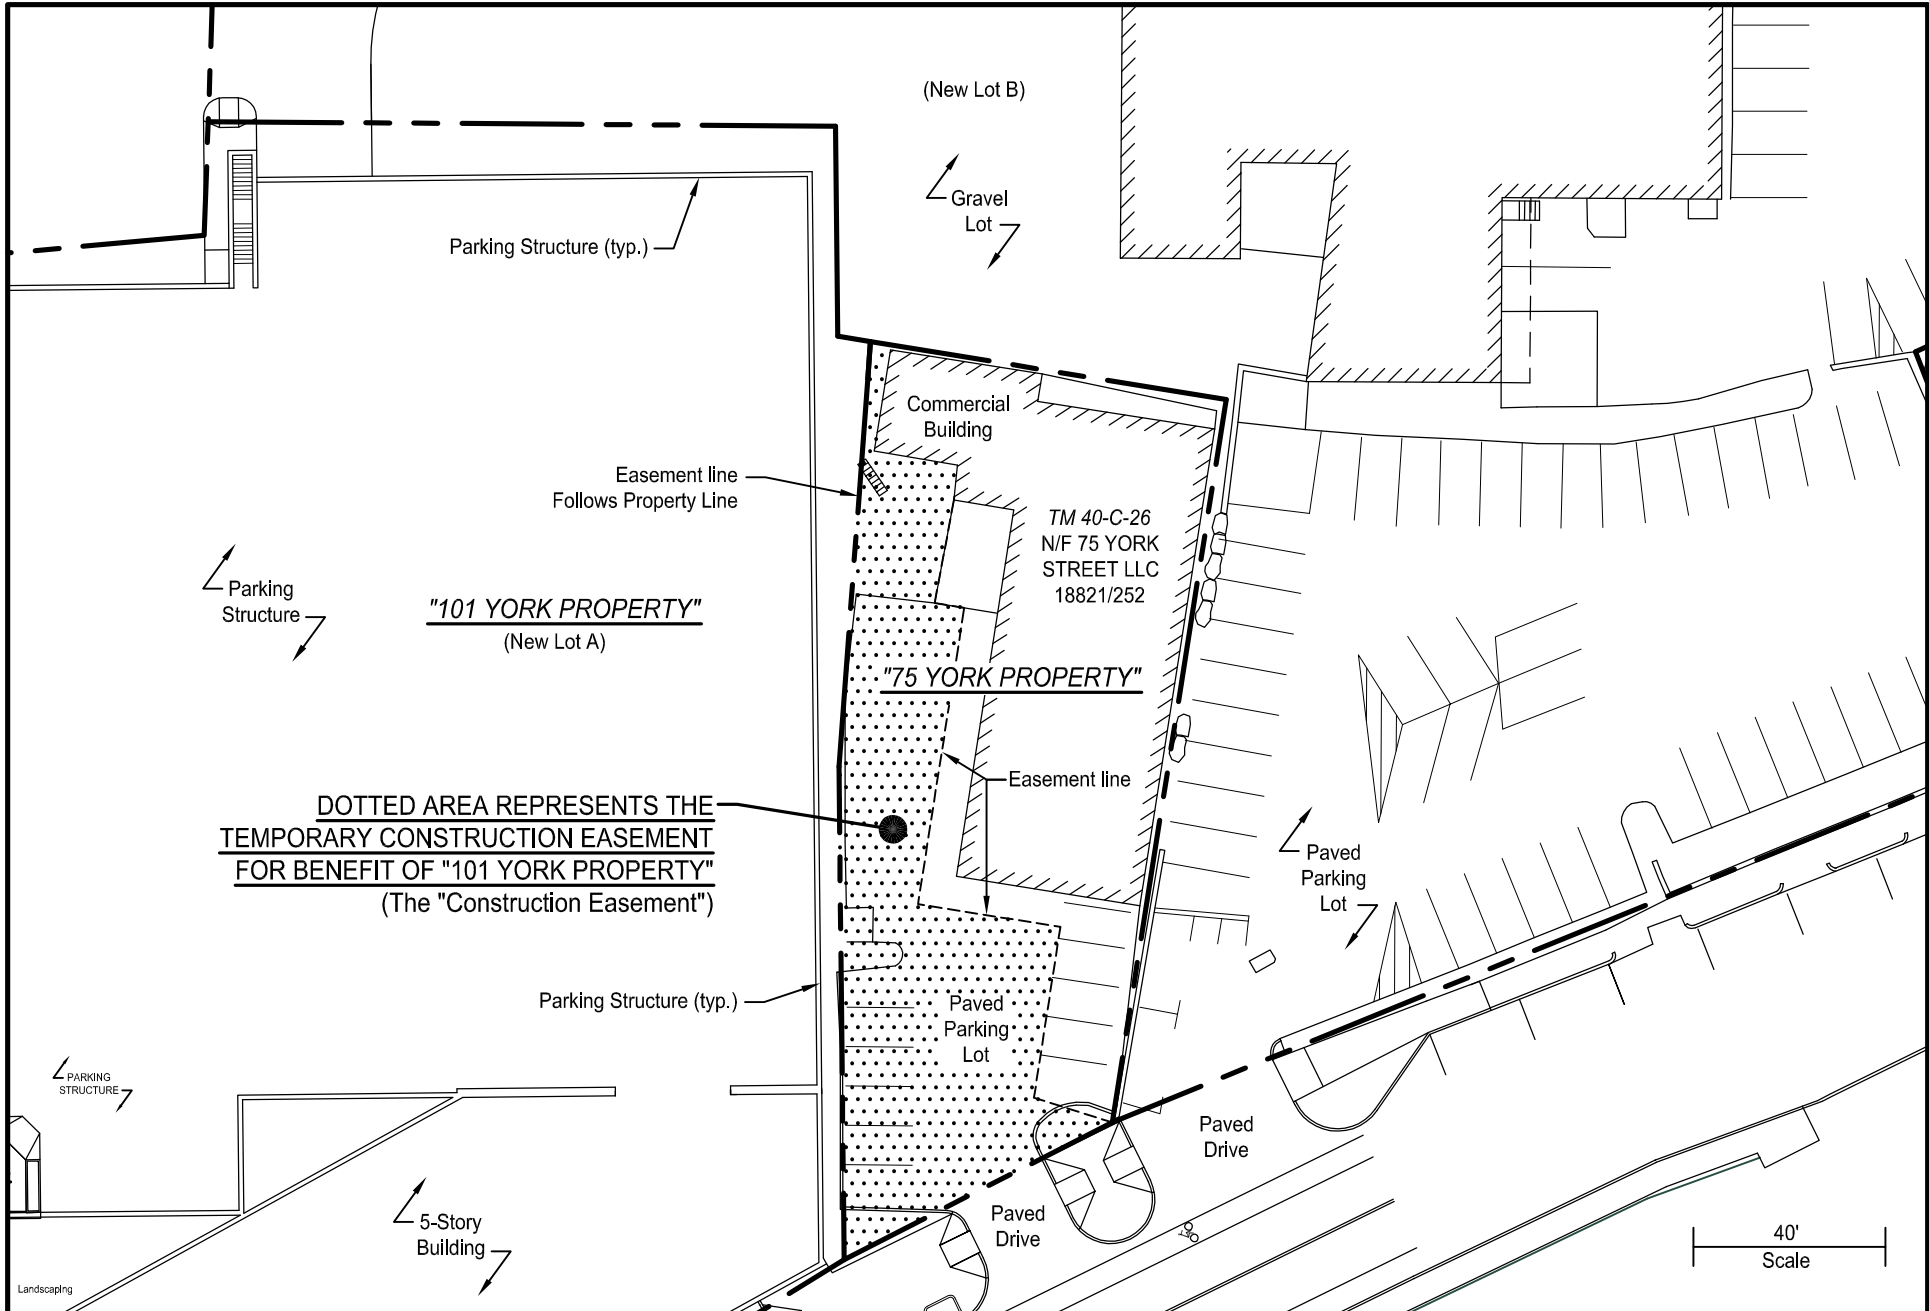 (New Lot B)
Gravel
Lot
Parking Structure (typ.)
Commercial
Building
Easement line
Follows Property Line
TM 40-C-26
N/F 75 YORK
STREET LLC
18821/252
Parking
Structure
"101 YORK PROPERTY"
(New Lot A)
"75 YORK PROPERTY"
Easement line
DOTTED AREA REPRESENTS THE
TEMPORARY CONSTRUCTION EASEMENT
FOR BENEFIT OF "101 YORK PROPERTY"
(The "Construction Easement")
Paved
Parking
Lot
Parking Structure (typ.)
Paved
Parking
Lot
PARKING
STRUCTURE
Paved
Drive
5-Story
Building
Paved
Drive
40'
Scale
Landscaping